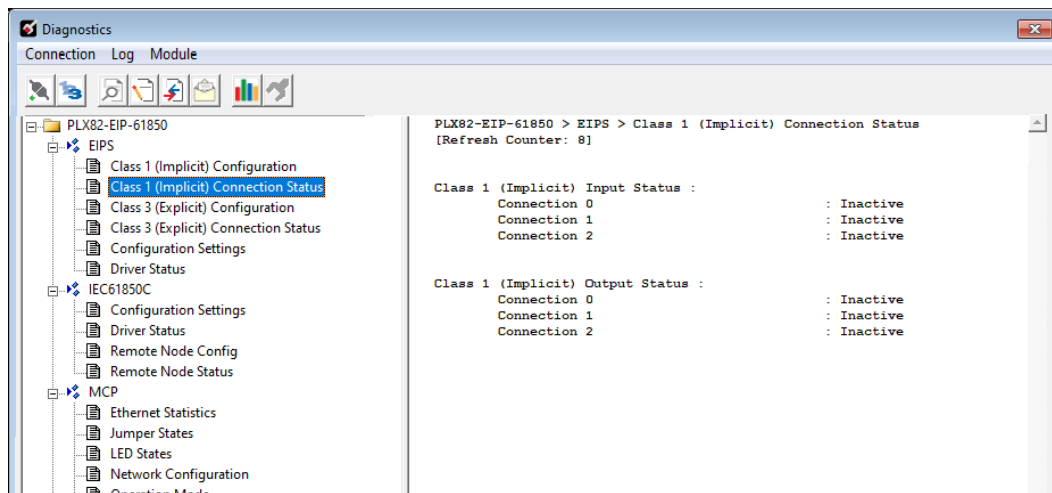 Diagnostics
Connection Log Module
PLX82-EIP-61850
EIPS
Class 1 (Implicit) Configuration
Class 1 (Implicit) Connection Status
Class 3 (Explicit) Configuration
Class 3 (Explicit) Connection Status
Configuration Settings
Driver Status
IEC61850C
Configuration Settings
Driver Status
Remote Node Config
Remote Node Status
MCP
Ethernet Statistics
Jumper States
LED States
Network Configuration
Operation Mode
PLX82-EIP-61850 > EIPS > Class 1 (Implicit) Connection Status
[Refresh Counter: 8]
Class 1 (Implicit) Input Status :
Connection 0 : Inactive
Connection 1 : Inactive
Connection 2 : Inactive
Class 1 (Implicit) Output Status :
Connection 0 : Inactive
Connection 1 : Inactive
Connection 2 : Inactive